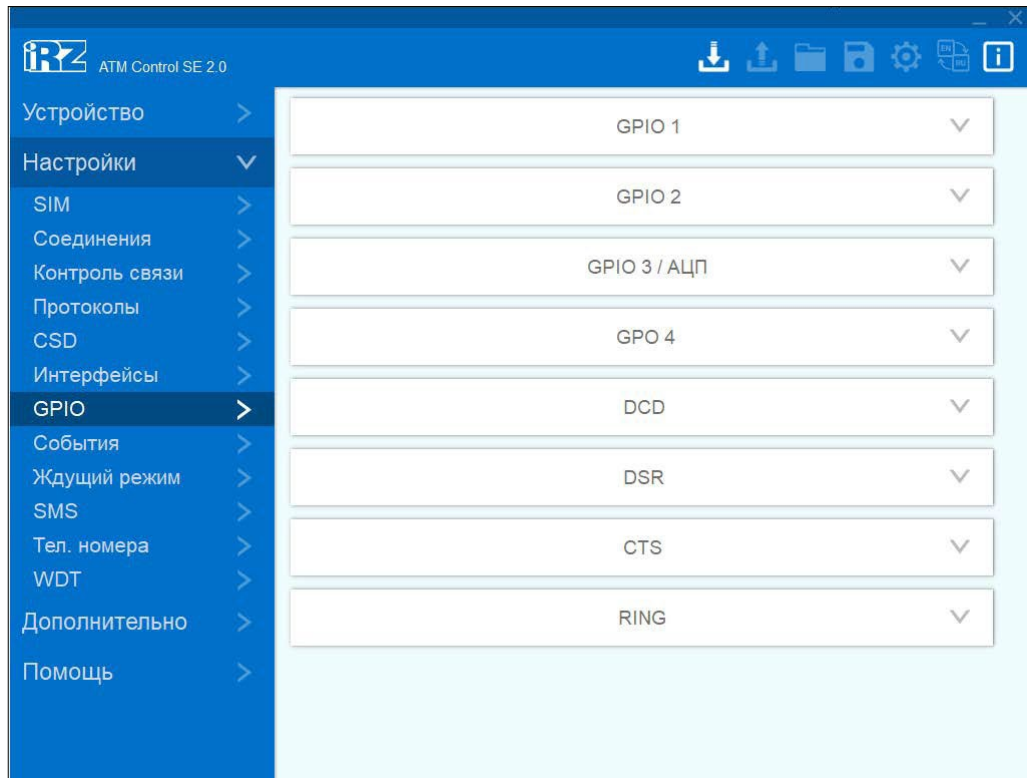 iRZ ATM Control SE 2.0
EN
RU
Устройство
Настройки
SIM
Соединения
Контроль связи
Протоколы
CSD
Интерфейсы
GPIO
События
Ждущий режим
SMS
Тел. номера
WDT
Дополнительно
Помощь
GPIO 1
GPIO 2
GPIO 3 / АЦП
GPO 4
DCD
DSR
CTS
RING